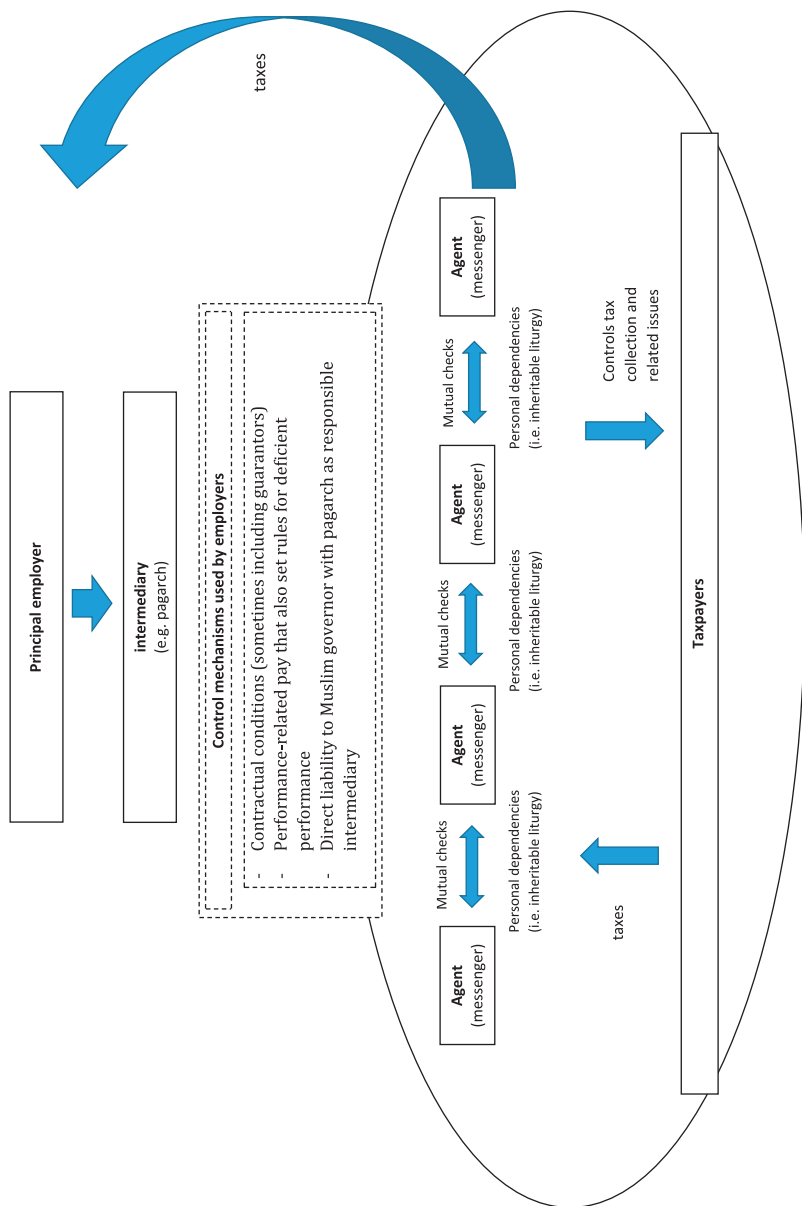 Principal employer
intermediary
(e.g. pagarch)
Control mechanisms used by employers
- Contractual conditions (sometimes including guarantors)
- Performance-related pay that also set rules for deficient
performance
- Direct liability to Muslim governor with pagarch as responsible
intermediary
taxes
Agent
(messenger)
Mutual checks
Personal dependencies
(i.e. inheritable liturgy)
Agent
(messenger)
Mutual checks
Personal dependencies
(i.e. inheritable liturgy)
Agent
(messenger)
Mutual checks
Personal dependencies
(i.e. inheritable liturgy)
Agent
(messenger)
taxes
Controls tax
collection and
related issues
Taxpayers